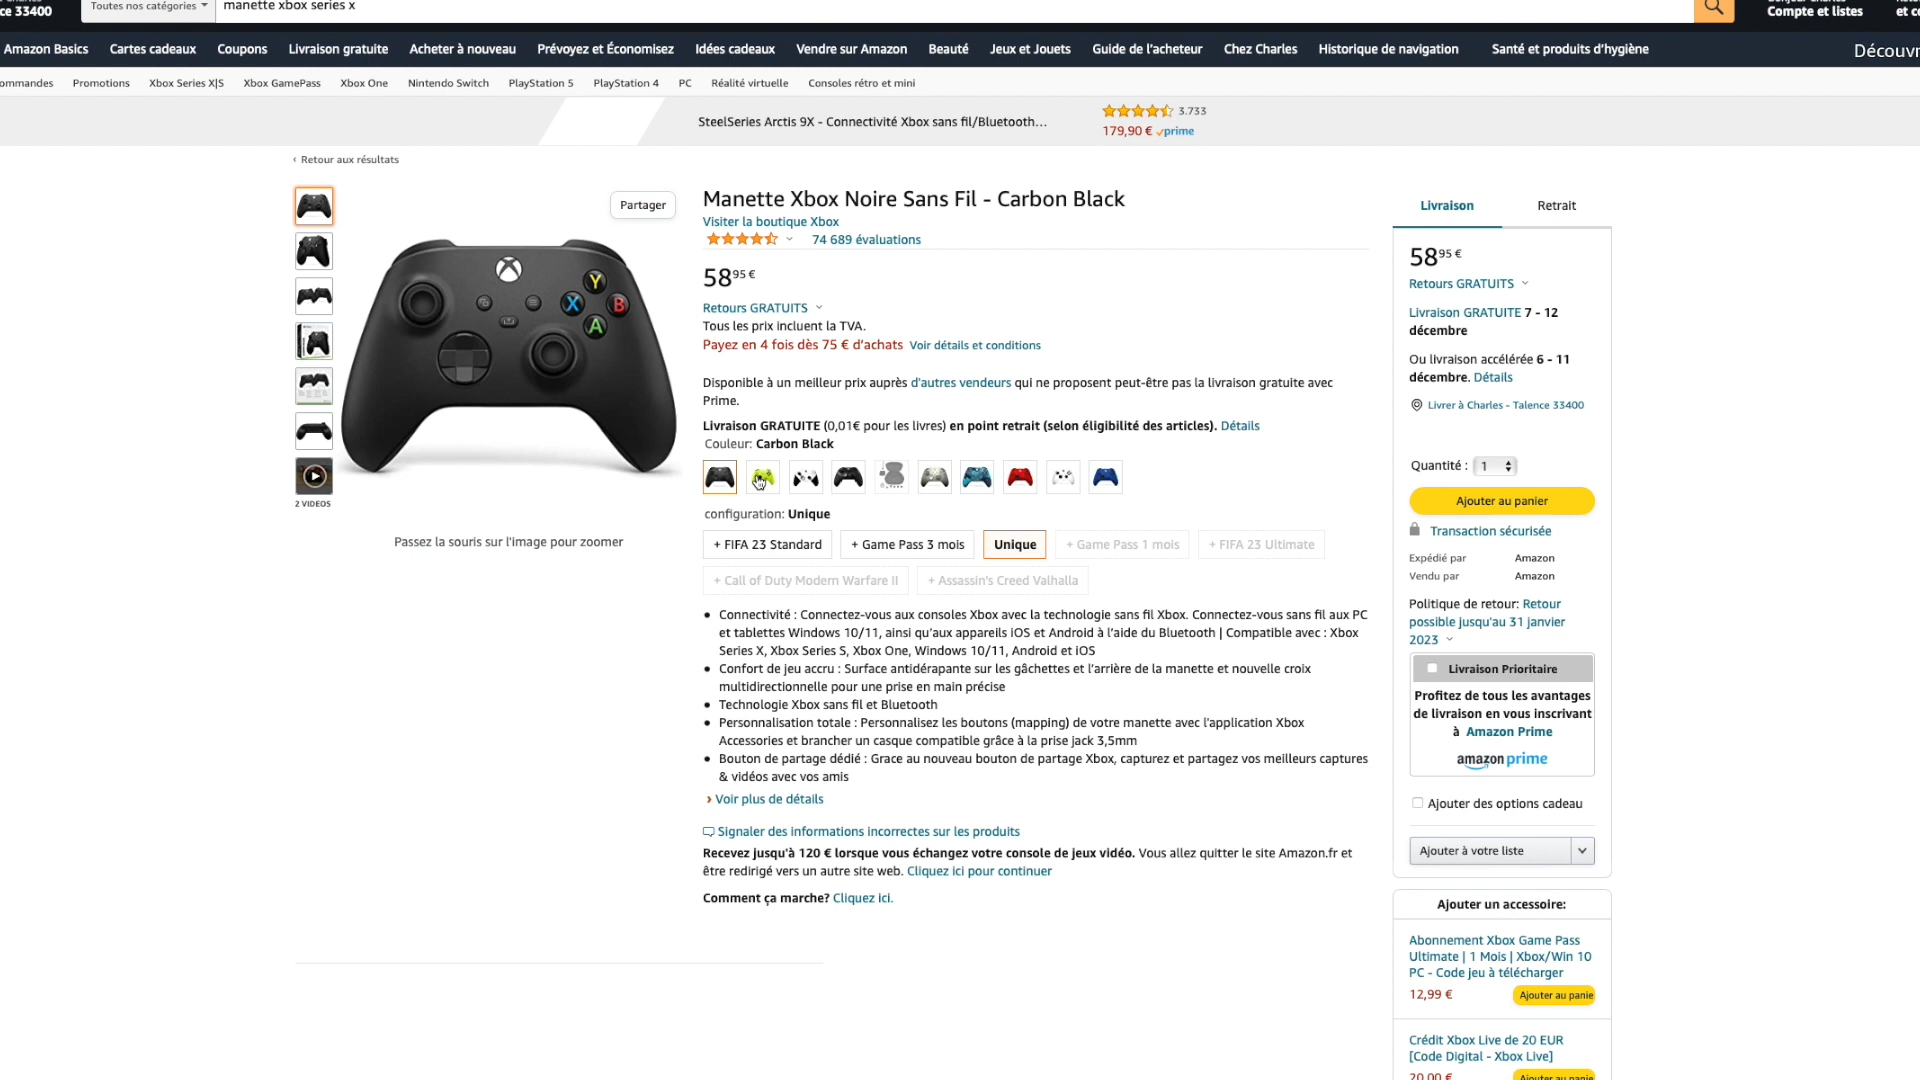 ce 33400
Toutes nos catégories
manette xbox series x
Compte et listes
et c
Amazon Basics
Cartes cadeaux
Coupons
Livraison gratuite
Acheter à nouveau
Prévoyez et Économisez
Idées cadeaux
Vendre sur Amazon
Beauté
Jeux et Jouets
Guide de l'acheteur
Chez Charles
Historique de navigation
Santé et produits d'hygiène
Découvr
ommandes
Promotions
Xbox Series X|S
Xbox GamePass
Xbox One
Nintendo Switch
PlayStation 5
PlayStation 4
PC
Réalité virtuelle
Consoles rétro et mini
SteelSeries Arctis 9X - Connectivité Xbox sans fil/Bluetooth...
3.733
179,90 € prime
‹ Retour aux résultats
Partager
2 VIDEOS
Y
X
B
A
Passez la souris sur l'image pour zoomer
Manette Xbox Noire Sans Fil - Carbon Black
Visiter la boutique Xbox
74 689 évaluations
58 95 €
Retours GRATUITS
Tous les prix incluent la TVA.
Payez en 4 fois dès 75 € d'achats Voir détails et conditions
Disponible à un meilleur prix auprès d'autres vendeurs qui ne proposent peut-être pas la livraison gratuite avec
Prime.
Livraison GRATUITE (0,01€ pour les livres) en point retrait (selon éligibilité des articles). Détails
Couleur: Carbon Black
configuration: Unique
+ FIFA 23 Standard
+ Game Pass 3 mois
Unique
+ Game Pass 1 mois
+ FIFA 23 Ultimate
+ Call of Duty Modern Warfare II
+ Assassin's Creed Valhalla
• Connectivité : Connectez-vous aux consoles Xbox avec la technologie sans fil Xbox. Connectez-vous sans fil aux PC
et tablettes Windows 10/11, ainsi qu'aux appareils iOS et Android à l'aide du Bluetooth | Compatible avec : Xbox
Series X, Xbox Series S, Xbox One, Windows 10/11, Android et iOS
• Confort de jeu accru : Surface antidérapante sur les gâchettes et l'arrière de la manette et nouvelle croix
multidirectionnelle pour une prise en main précise
• Technologie Xbox sans fil et Bluetooth
• Personnalisation totale : Personnalisez les boutons (mapping) de votre manette avec l'application Xbox
Accessories et brancher un casque compatible grâce à la prise jack 3,5mm
• Bouton de partage dédié : Grace au nouveau bouton de partage Xbox, capturez et partagez vos meilleurs captures
& vidéos avec vos amis
› Voir plus de détails
Signaler des informations incorrectes sur les produits
Recevez jusqu'à 120 € lorsque vous échangez votre console de jeux vidéo. Vous allez quitter le site Amazon.fr et
être redirigé vers un autre site web. Cliquez ici pour continuer
Comment ça marche? Cliquez ici.
Livraison
Retrait
58 95 €
Retours GRATUITS
Livraison GRATUITE 7 - 12
décembre
Ou livraison accélérée 6 - 11
décembre. Détails
Livrer à Charles - Talence 33400
Quantité : 1
Ajouter au panier
Transaction sécurisée
Expédié par Amazon
Vendu par Amazon
Politique de retour: Retour
possible jusqu'au 31 janvier
2023
Livraison Prioritaire
Profitez de tous les avantages
de livraison en vous inscrivant
à Amazon Prime
amazon prime
Ajouter des options cadeau
Ajouter à votre liste
Ajouter un accessoire:
Abonnement Xbox Game Pass
Ultimate | 1 Mois | Xbox/Win 10
PC - Code jeu à télécharger
12,99 €
Ajouter au panie
Crédit Xbox Live de 20 EUR
[Code Digital - Xbox Live]
20,00 €
Ajouter au panie